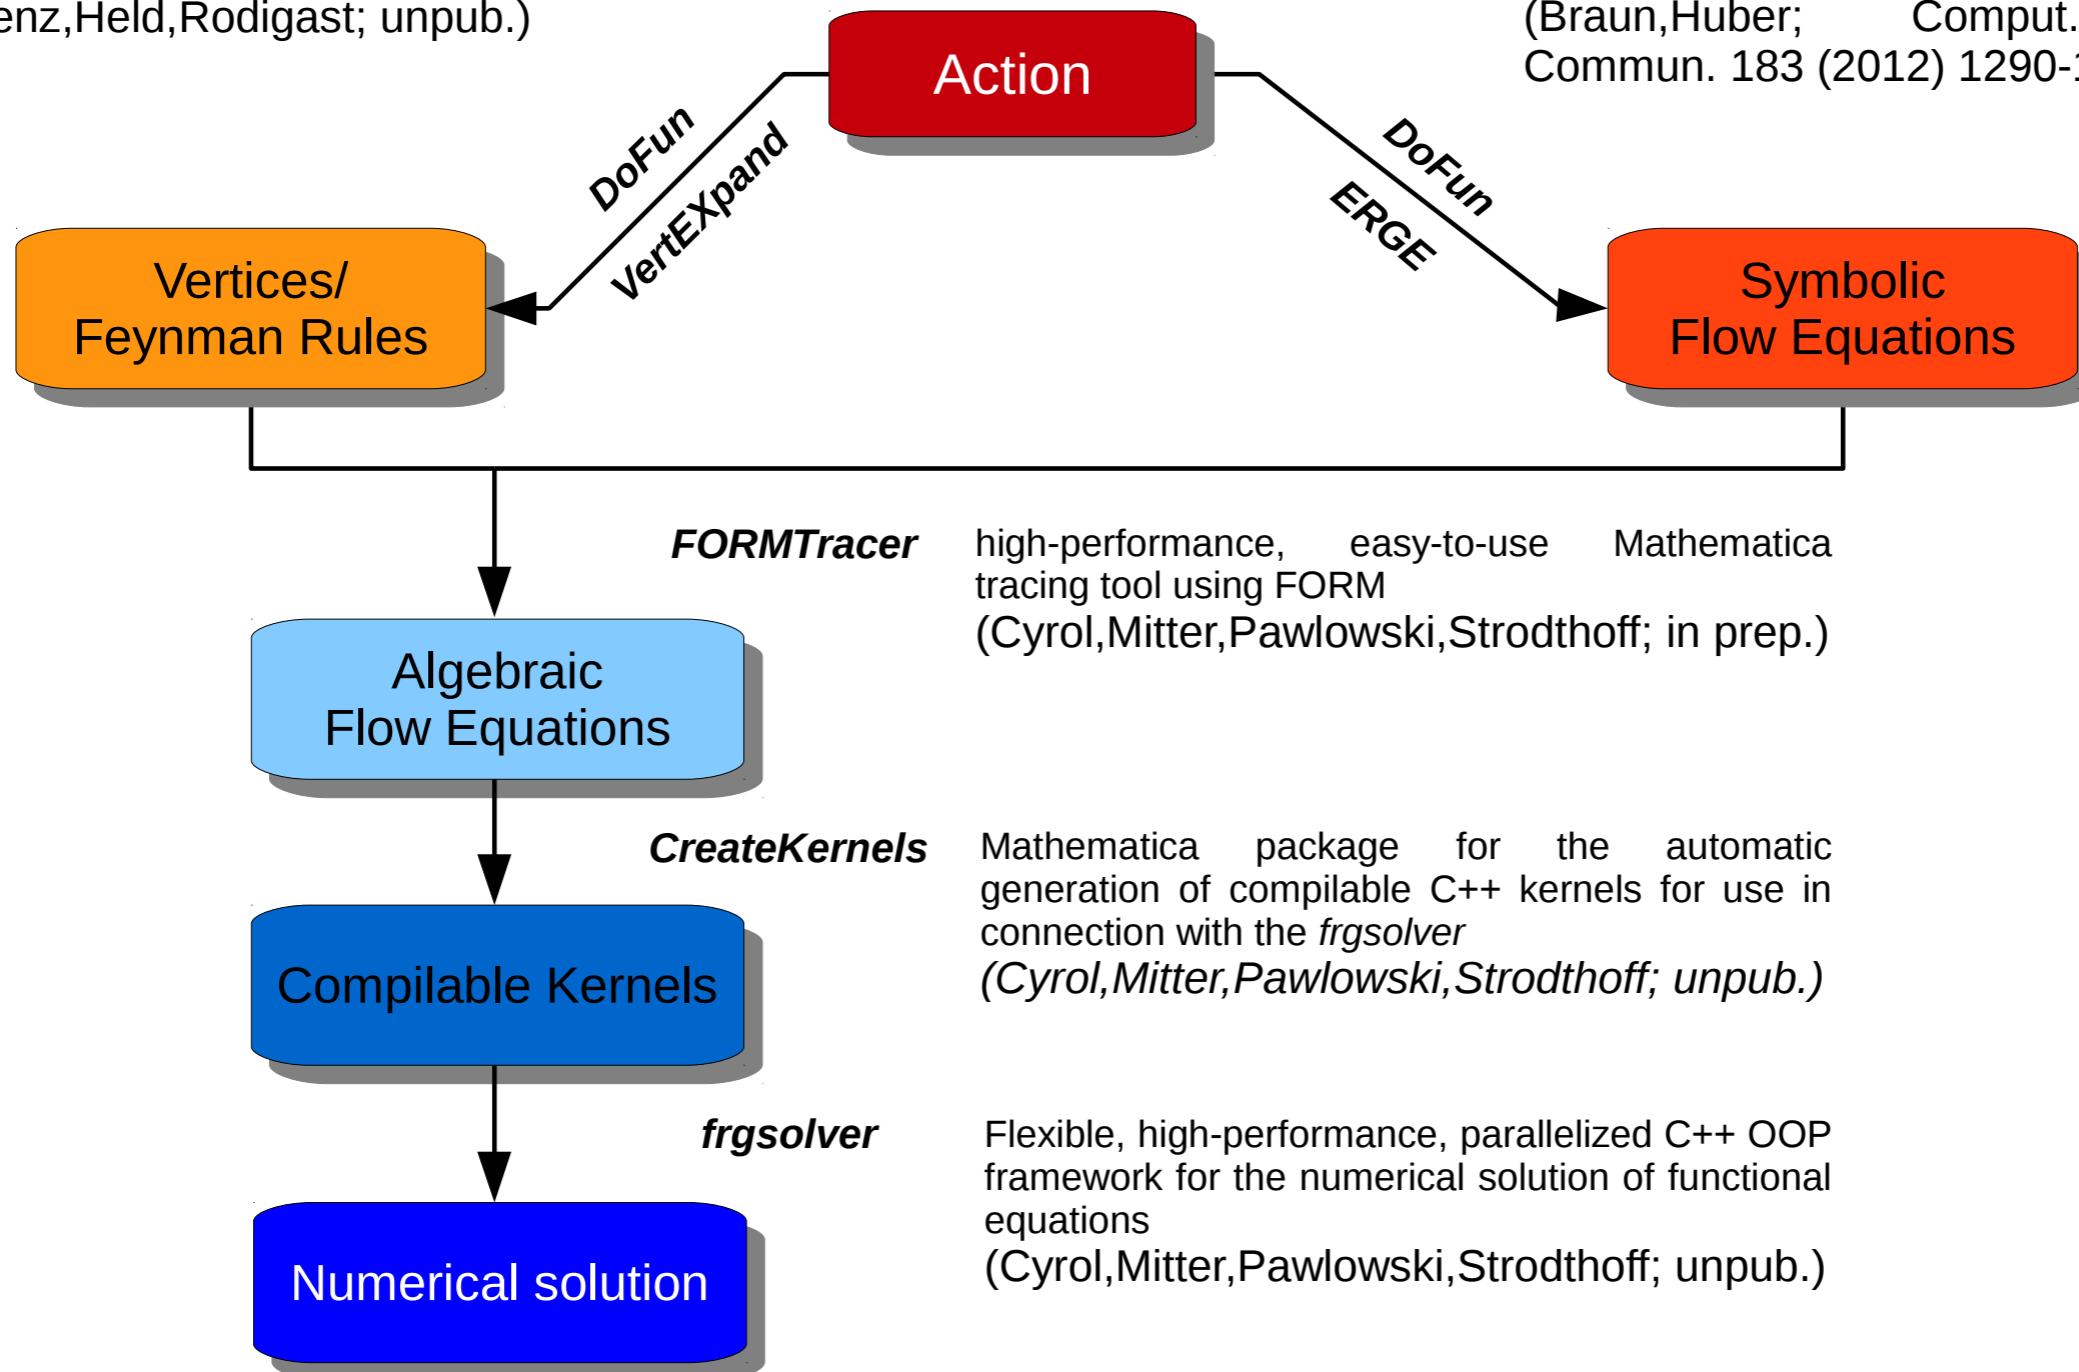 Held,Rodigast; unpub.)
(Braun,Huber; Comput.
Commun. 183 (2012)
Action
DoFun
VertEXpand
DoFun
ERGE
Vertices/
Feynman Rules
Symbolic
Flow Equations
FORMTracer
high-performance, easy-to-use Mathematica
tracing tool using FORM
(Cyrol,Mitter,Pawlowski,Strodthoff; in prep.)
Algebraic
Flow Equations
CreateKernels
Mathematica package for the automatic
generation of compilable C++ kernels for use in
connection with the frgsolver
(Cyrol,Mitter,Pawlowski,Strodthoff; unpub.)
Compilable Kernels
frgsolver
Flexible, high-performance, parallelized C++ OOP
framework for the numerical solution of functional
equations
(Cyrol,Mitter,Pawlowski,Strodthoff; unpub.)
Numerical solution